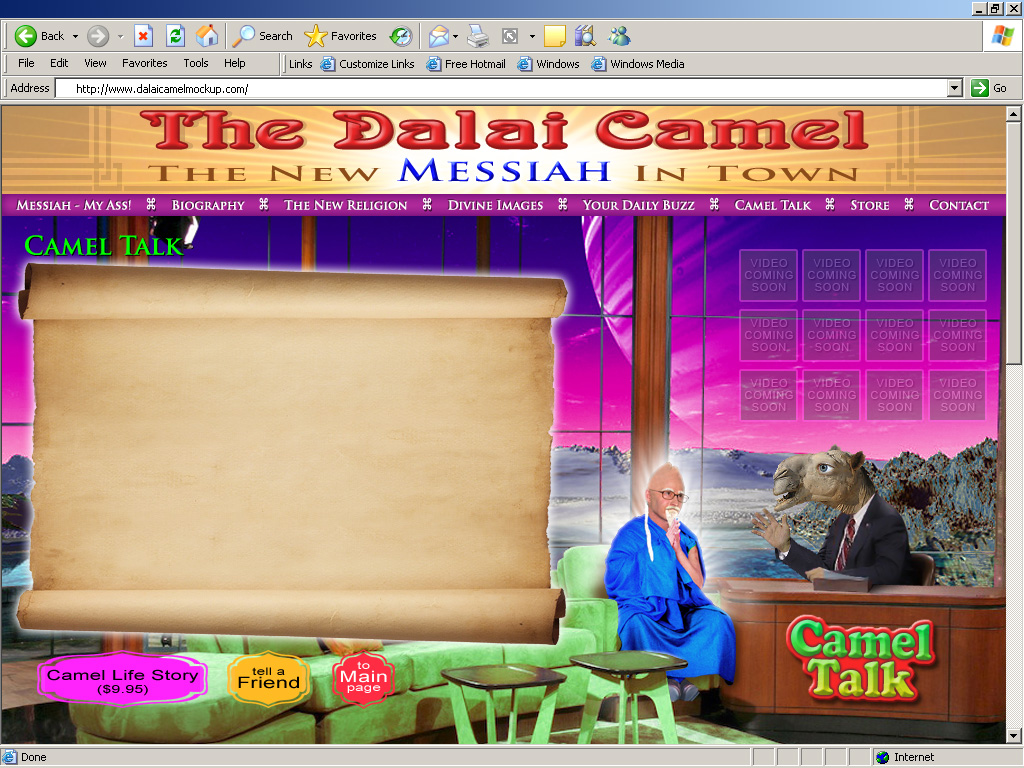 Back
Search
Favorites
File Edit View Favorites Tools Help
Links Customize Links Free Hotmail Windows Windows Media
Address http://www.dalaicamelmockup.com/ Go
The Dalai Camel
The New Messiah In Town
Messiah - My Ass! ⌘ Biography ⌘ The New Religion ⌘ Divine Images ⌘ Your Daily Buzz ⌘ Camel Talk ⌘ Store ⌘ Contact
Camel Talk
VIDEO COMING SOON
VIDEO COMING SOON
VIDEO COMING SOON
VIDEO COMING SOON
VIDEO COMING SOON
VIDEO COMING SOON
VIDEO COMING SOON
VIDEO COMING SOON
VIDEO COMING SOON
VIDEO COMING SOON
VIDEO COMING SOON
VIDEO COMING SOON
Camel
Talk
Camel Life Story
($9.95)
tell a
Friend
to
Main
page
Done
Internet